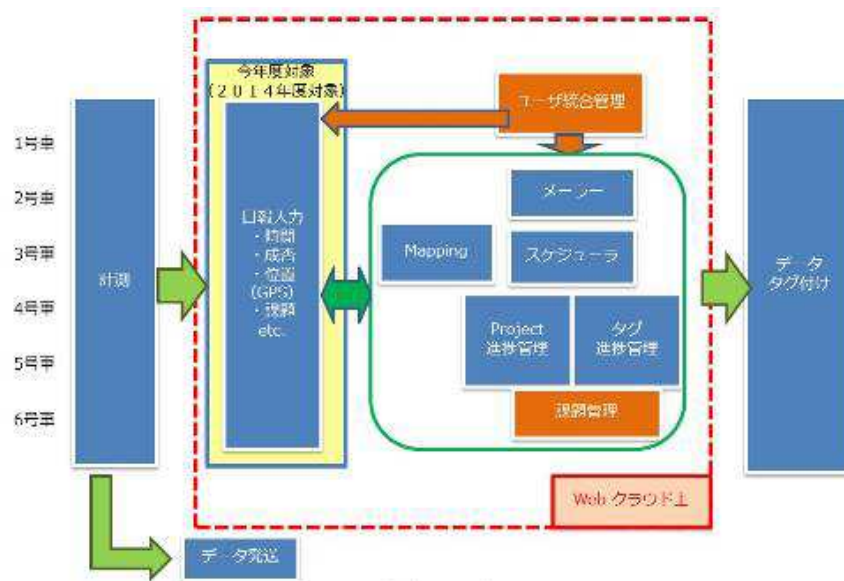 今年度対象
(２０１４年度対象)
ユーザ統合管理
1号車
2号車
3号車
4号車
5号車
6号車
計測
日報入力
・時間
・成否
・位置
(GPS)
・課題
etc.
メーラー
Mapping
スケジューラ
Project
進捗管理
タグ
進捗管理
課題管理
データ
タグ付け
Web クラウド上
データ発送